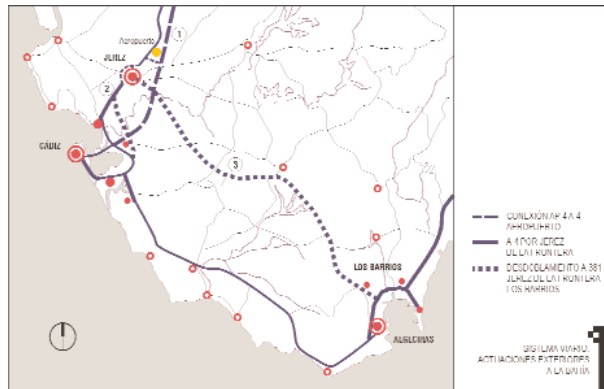 Aeropuerto
1
JEREZ
2
CÁDIZ
3
LOS BARRIOS
ALGECIRAS
CONEXIÓN AP 4 A 4
AEROPUERTO
A 4 POR JEREZ
DE LA FRONTERA
DESDOBLAMIENTO A 381
JEREZ DE LA FRONTERA
LOS BARRIOS
SISTEMA VIARIO.
ACTUACIONES EXTERIORES
A LA BAHÍA